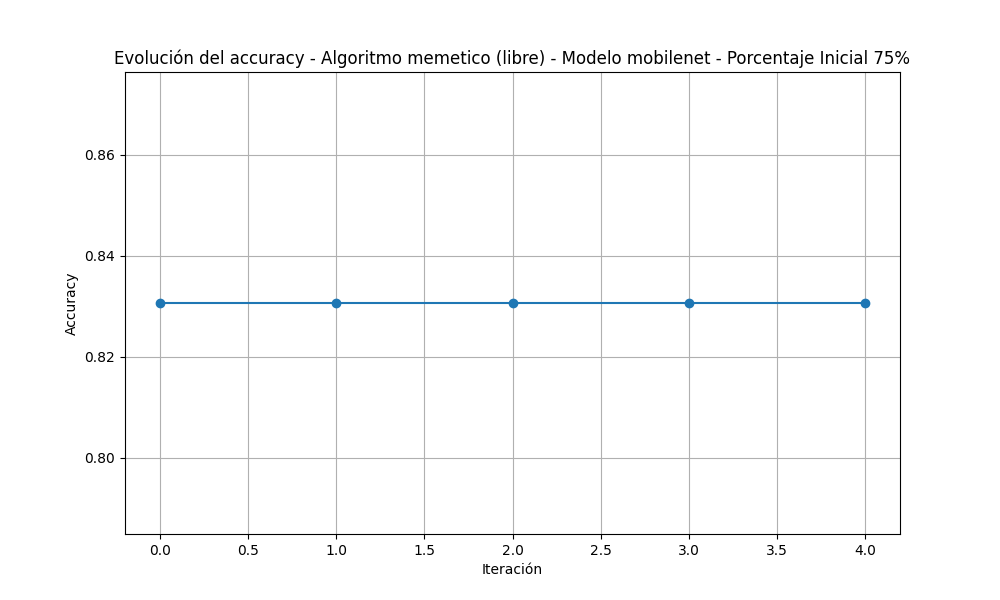 Evolución del accuracy - Algoritmo memetico (libre) - Modelo mobilenet - Porcentaje Inicial 75%
0.86
0.84
0.82
0.80
Accuracy
0.0 0.5 1.0 1.5 2.0 2.5 3.0 3.5 4.0
Iteración